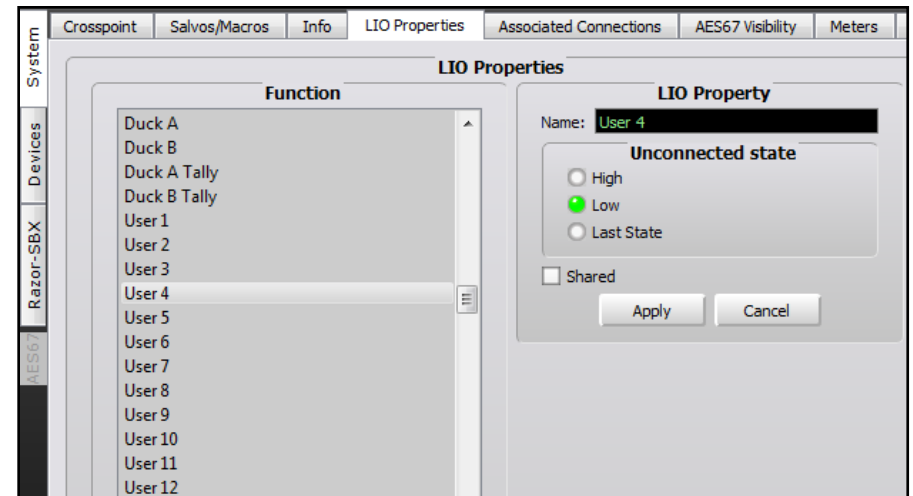 Crosspoint Salvos/Macros Info LIO Properties Associated Connections AES67 Visibility Meters
System
Devices
Razor-SBX
AES67
LIO Properties
Function
Duck A
Duck B
Duck A Tally
Duck B Tally
User 1
User 2
User 3
User 4
User 5
User 6
User 7
User 8
User 9
User 10
User 11
User 12
LIO Property
Name: User 4
Unconnected state
High
Low
Last State
Shared
Apply Cancel